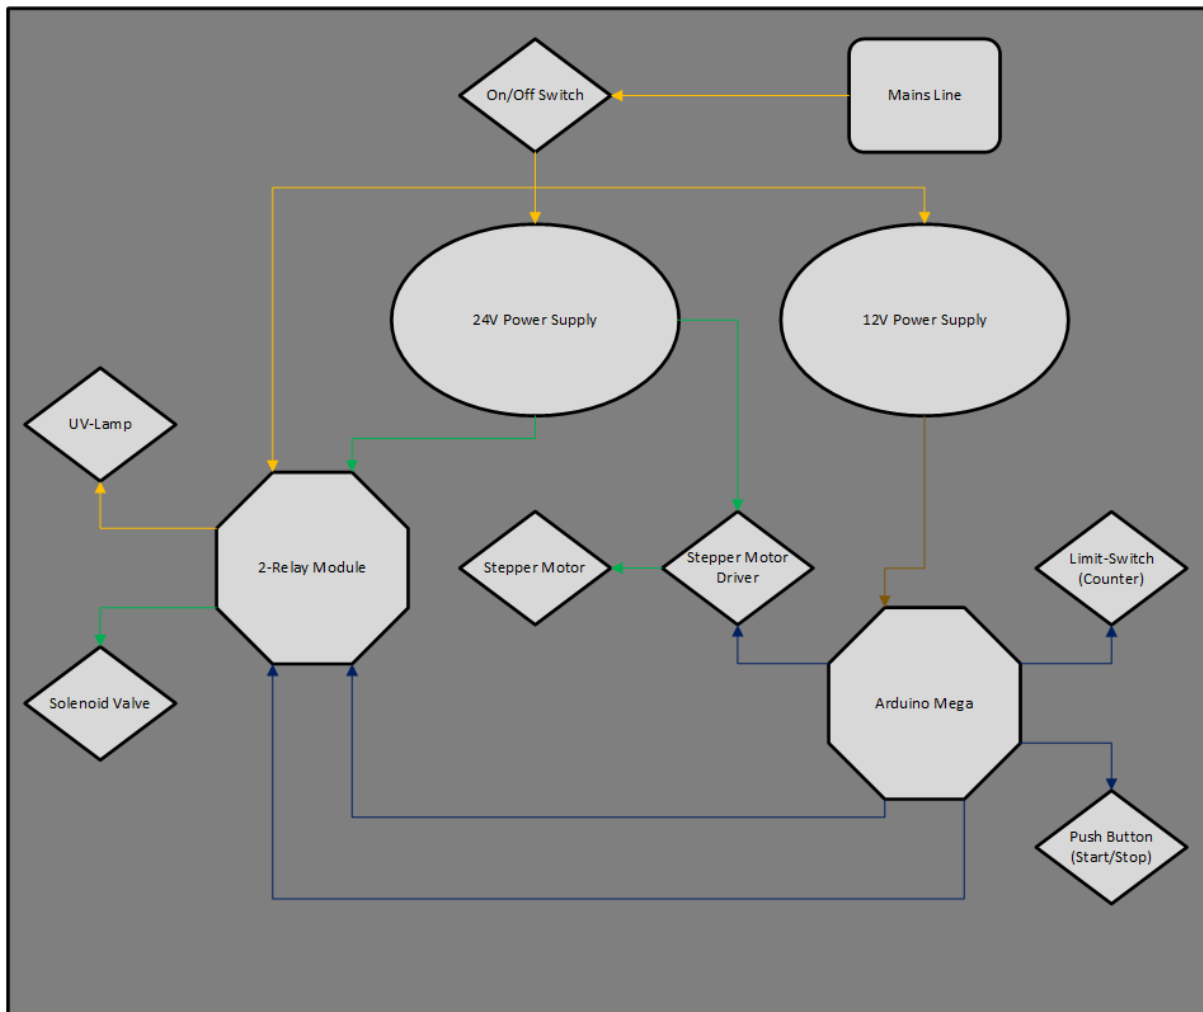 On/Off Switch
Mains Line
24V Power Supply
12V Power Supply
UV-Lamp
2-Relay Module
Stepper Motor
Stepper Motor
Driver
Limit-Switch
(Counter)
Solenoid Valve
Arduino Mega
Push Button
(Start/Stop)